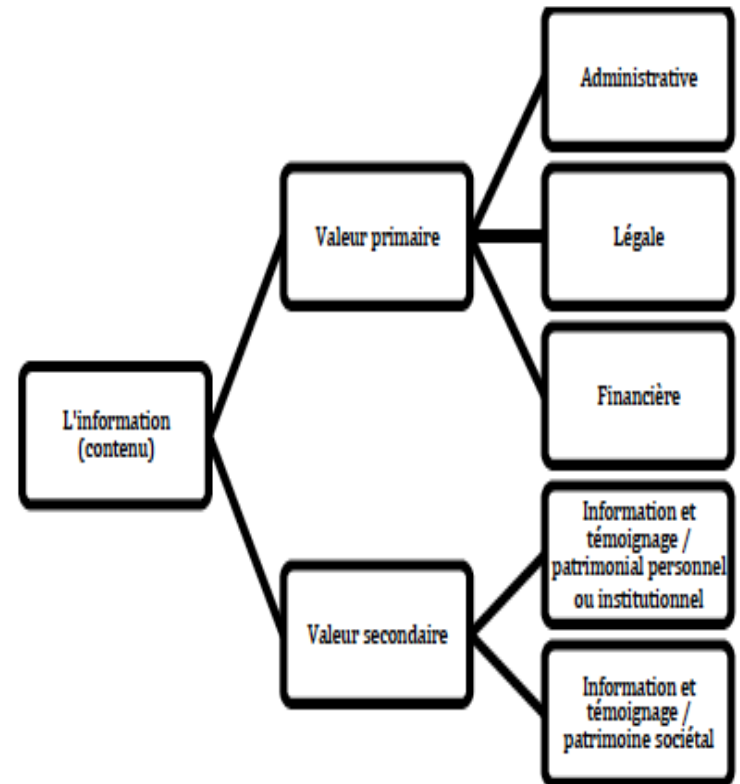 Administrative
Valeur primaire
Légale
Financière
L'information
(contenu)
Information et
témoignage /
patrimonial personnel
ou institutionnel
Valeur secondaire
Information et
témoignage /
patrimoine sociétal